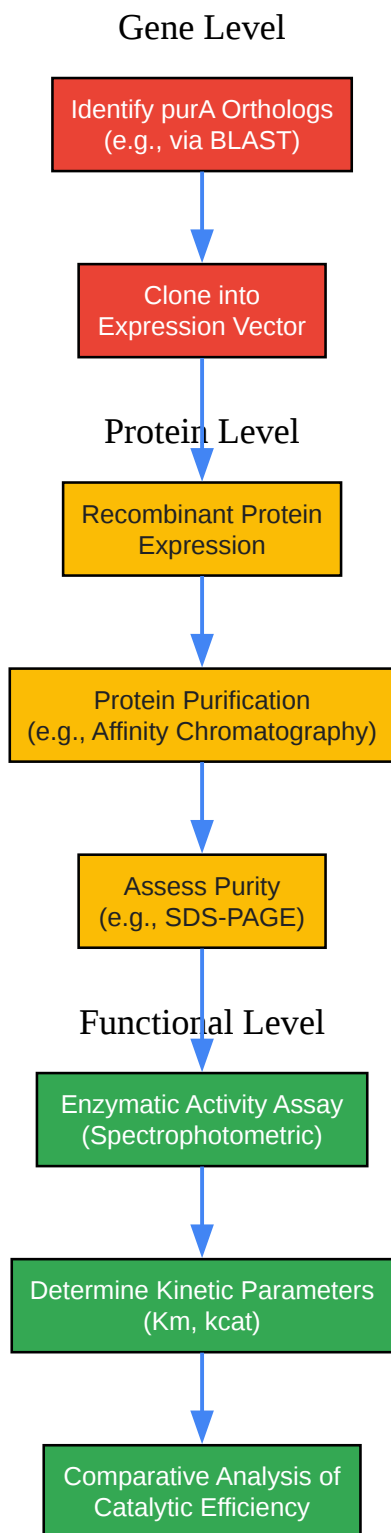 Gene Level
Identify purA Orthologs
(e.g., via BLAST)
Clone into
Expression Vector
Protein Level
Recombinant Protein
Expression
Protein Purification
(e.g., Affinity Chromatography)
Assess Purity
(e.g., SDS-PAGE)
Functional Level
Enzymatic Activity Assay
(Spectrophotometric)
Determine Kinetic Parameters
(Km, kcat)
Comparative Analysis of
Catalytic Efficiency